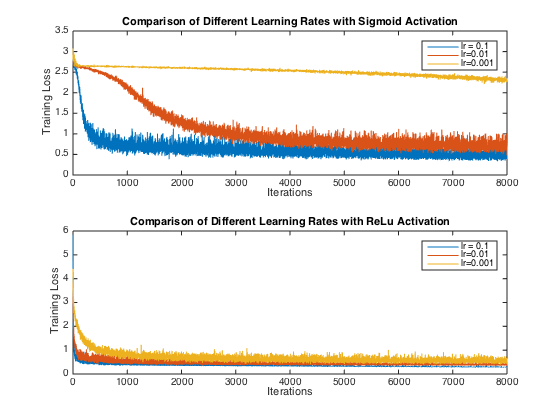 Comparison of Different Learning Rates with Sigmoid Activation
3.5
3
2.5
2
1.5
1
0.5
0
Training Loss
lr = 0.1
lr=0.01
lr=0.001
0 1000 2000 3000 4000 5000 6000 7000 8000
Iterations
Comparison of Different Learning Rates with ReLu Activation
6
5
4
3
2
1
0
Training Loss
lr = 0.1
lr=0.01
lr=0.001
0 1000 2000 3000 4000 5000 6000 7000 8000
Iterations